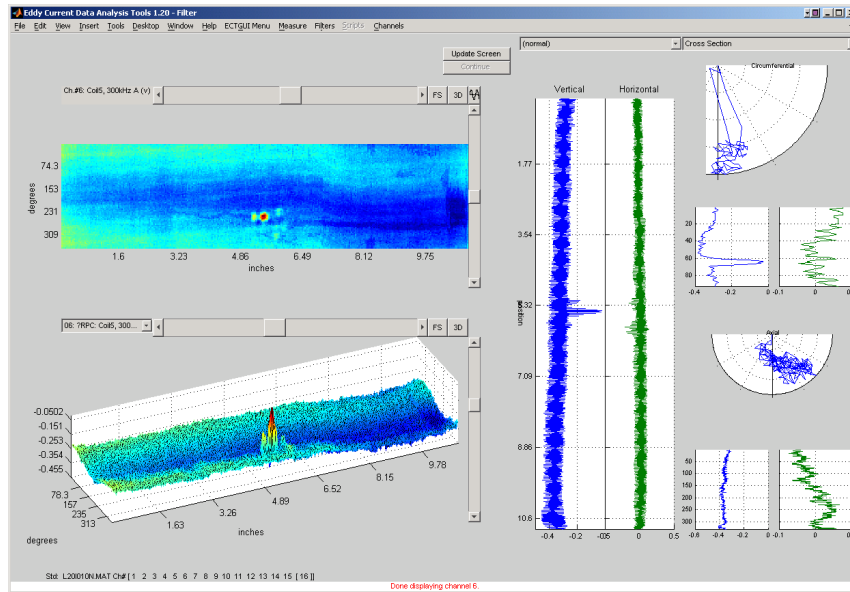 Eddy Current Data Analysis Tools 1.20 - Filter
File Edit View Insert Tools Desktop Window Help ECTGUI Menu Measure Filters Scripts Channels
Update Screen
Continue
(normal)
Cross Section
Ch.#6: Coil5, 300kHz A (v)
FS 3D
Vertical Horizontal
Circumferential
74.3
153
231
309
degrees
1.6 3.23 4.86 6.49 8.12 9.75
inches
1.77
3.54
5.32
7.09
8.86
10.6
position
-0.4 -0.2 -0.5 0 0.5
20
40
60
80
-0.4 -0.2 -0.1 0 0
06: ?RPC: Coil5, 300...
FS 3D
Axial
-0.0502
-0.151
-0.253
-0.354
-0.455
78.3
157
235
313
degrees
1.63 3.26 4.89 6.52 8.15 9.78
inches
50
100
150
200
250
300
-0.6 -0.4 -0.2 -0.1 0 0
Std: L20I010N.MAT Ch# [ 1 2 3 4 5 6 7 8 9 10 11 12 13 14 15 [ 16 ]]
Done displaying channel 6.